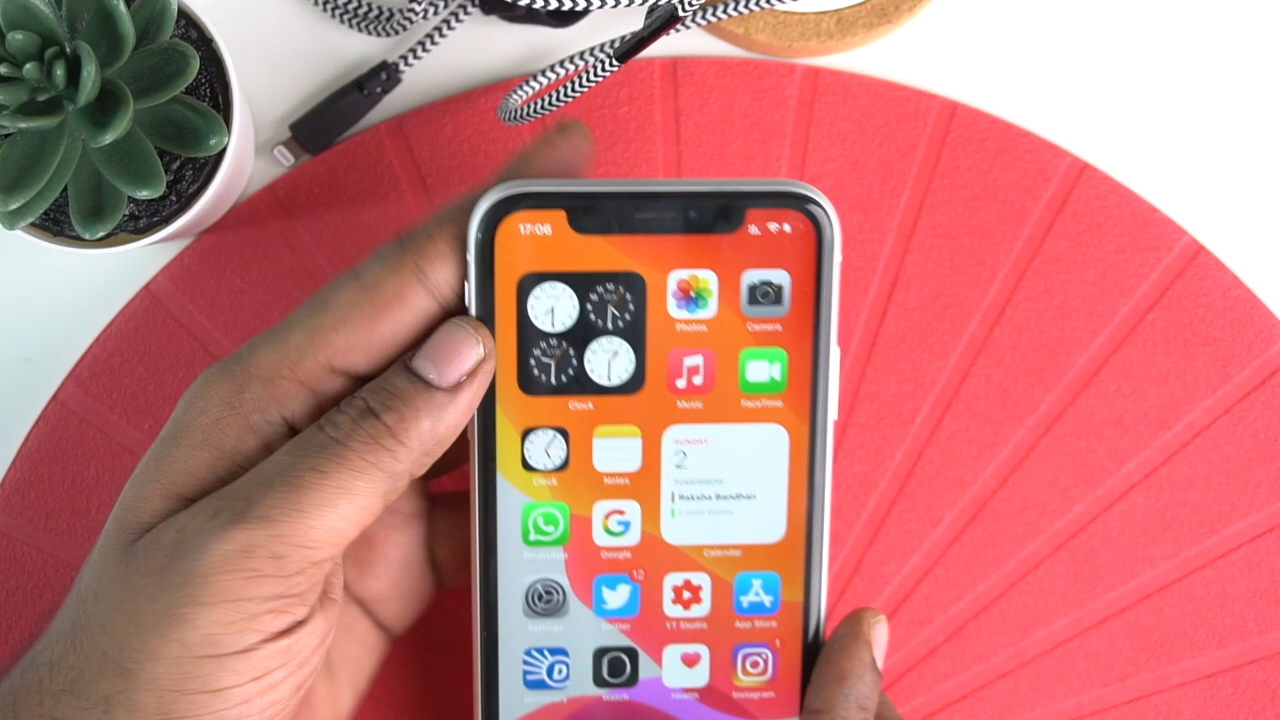 17:06
Clock
Photos
Camera
Music
FaceTime
Clock
Notes
SUNDAY
2
TOMORROW
Raksha Bandhan
Calendar
WhatsApp
Google
Settings
12
Twitter
YT Studio
App Store
D
Watch
Health
1
Instagram